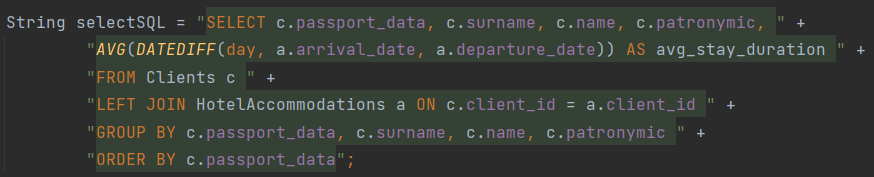 String selectSQL = "SELECT c.passport_data, c.surname, c.name, c.patronymic, " +
"AVG(DATEDIFF(day, a.arrival_date, a.departure_date)) AS avg_stay_duration " +
"FROM Clients c " +
"LEFT JOIN HotelAccommodations a ON c.client_id = a.client_id " +
"GROUP BY c.passport_data, c.surname, c.name, c.patronymic " +
"ORDER BY c.passport_data";